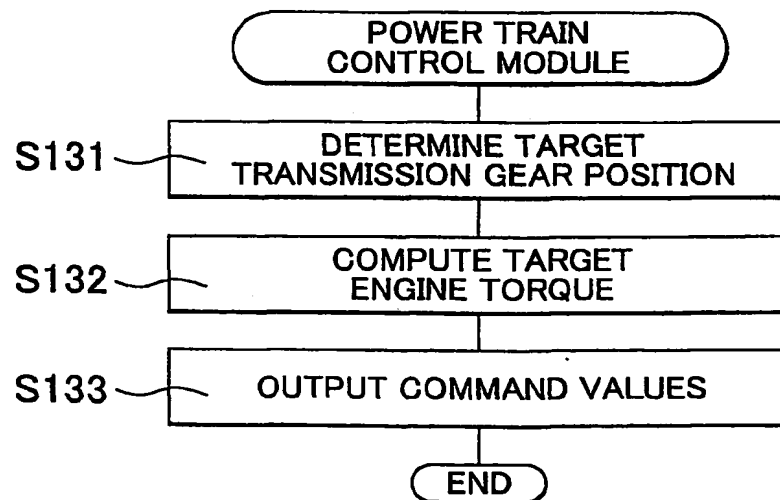 POWER TRAIN
CONTROL MODULE
S131
DETERMINE TARGET
TRANSMISSION GEAR POSITION
S132
COMPUTE TARGET
ENGINE TORQUE
S133
OUTPUT COMMAND VALUES
END